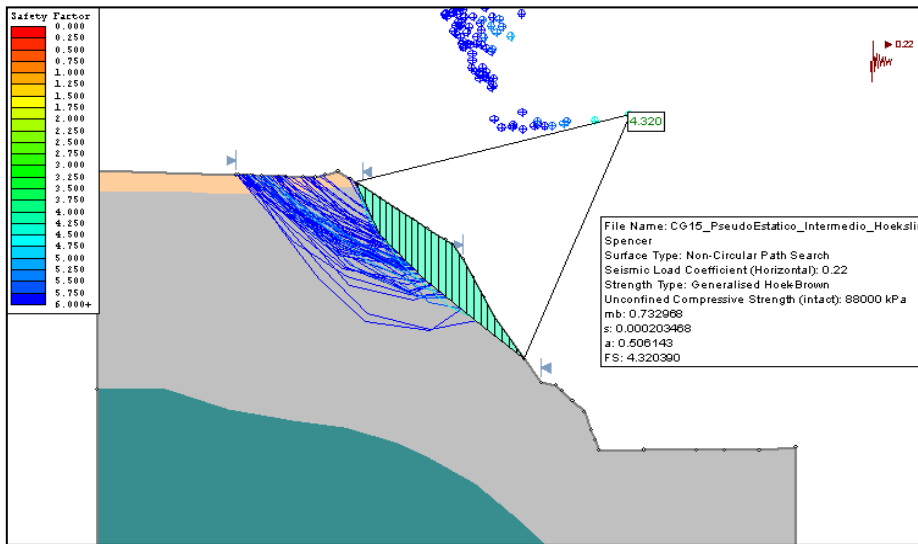 Safety Factor
0.000
0.250
0.500
0.750
1.000
1.250
1.500
1.750
2.000
2.250
2.500
2.750
3.000
3.250
3.500
3.750
4.000
4.250
4.500
4.750
5.000
5.250
5.500
5.750
6.000+
0.22
4.320
File Name: CG15_PseudoEstatico_Intermedio_Hoek.sli
Spencer
Surface Type: Non-Circular Path Search
Seismic Load Coefficient (Horizontal): 0.22
Strength Type: Generalised Hoek-Brown
Unconfined Compressive Strength (intact): 88000 kPa
mb: 0.732968
s: 0.000203468
a: 0.506143
FS: 4.320390